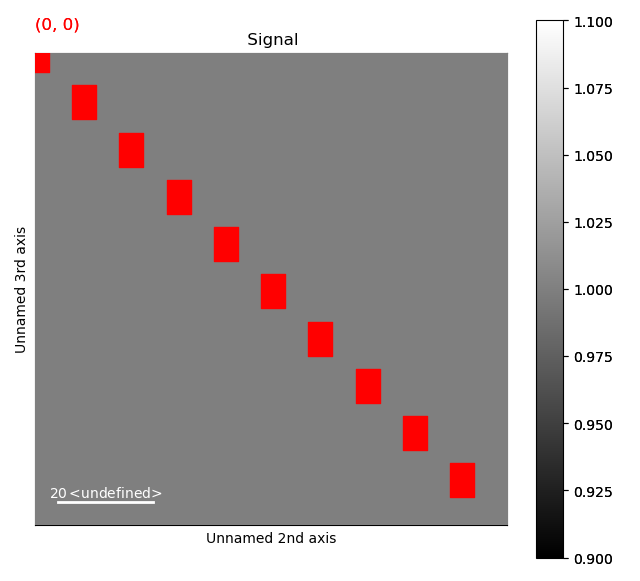 (0, 0)
Signal
1.100
1.075
1.050
1.025
1.000
0.975
0.950
0.925
0.900
Unnamed 3rd axis
20 <undefined>
Unnamed 2nd axis